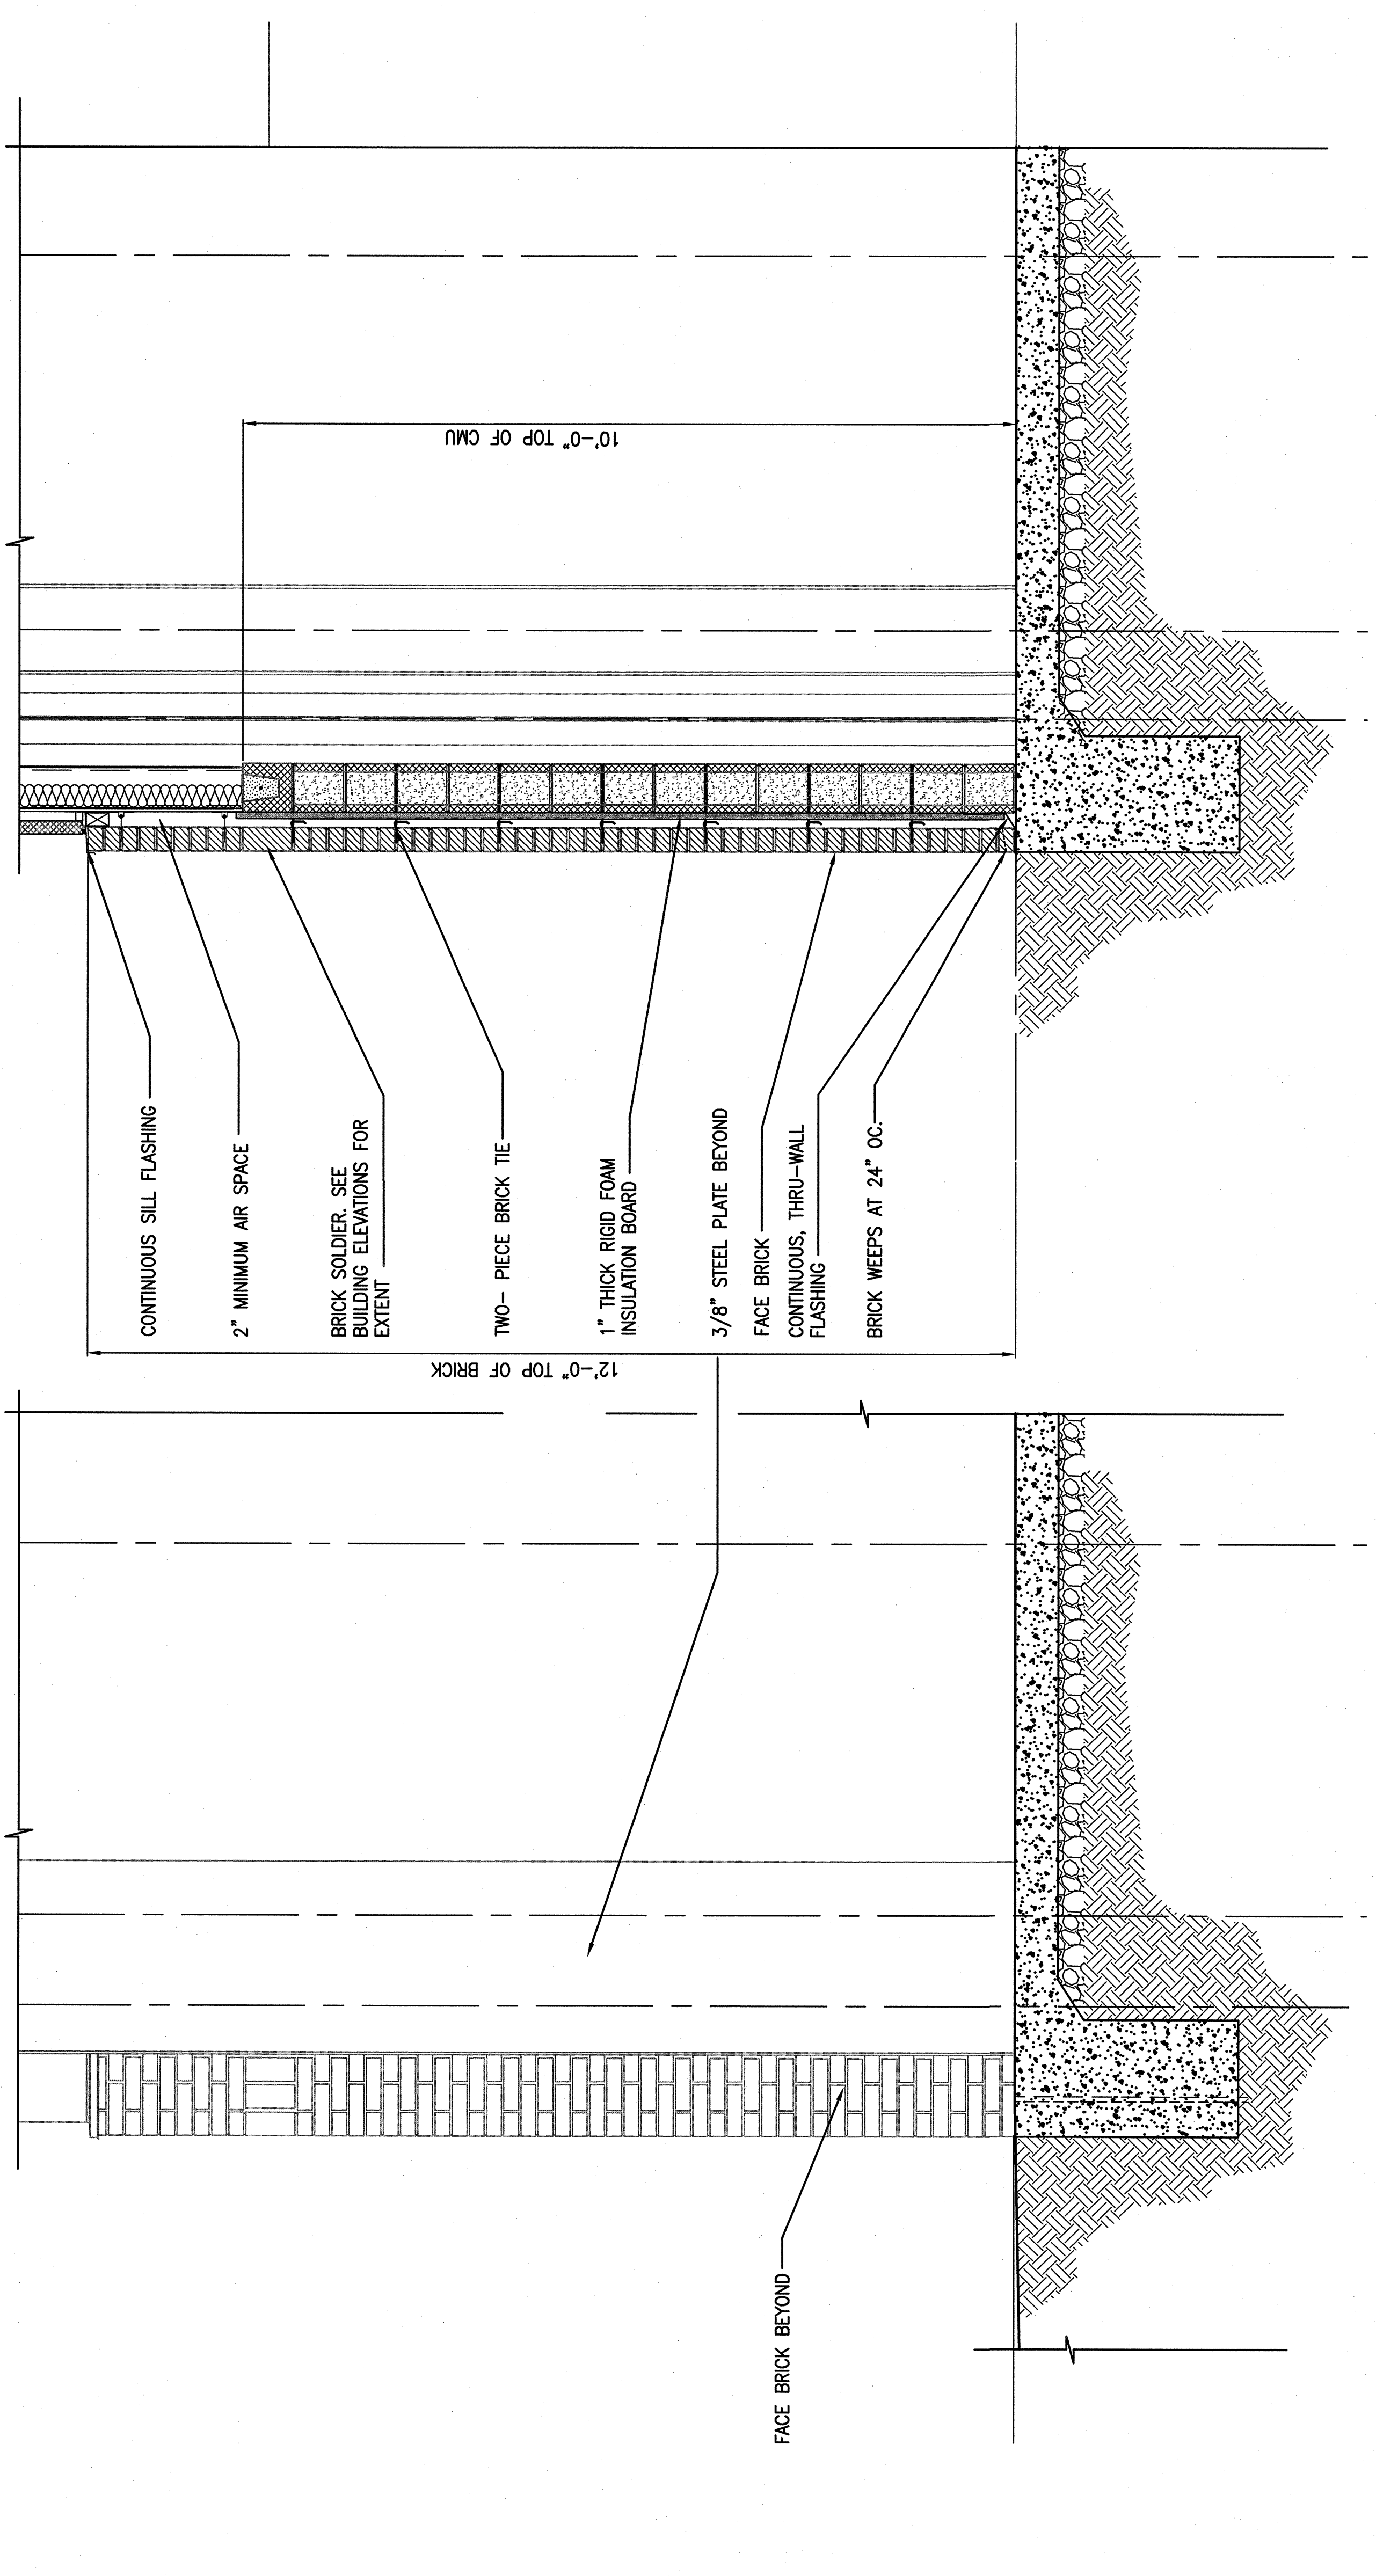 CONTINUOUS SILL FLASHING
2" MINIMUM AIR SPACE
BRICK SOLDIER. SEE
BUILDING ELEVATIONS FOR
EXTENT
TWO- PIECE BRICK TIE
1" THICK RIGID FOAM
INSULATION BOARD
3/8" STEEL PLATE BEYOND
FACE BRICK
CONTINUOUS, THRU-WALL
FLASHING
BRICK WEEPS AT 24" OC.
10'-0" TOP OF CMU
12'-0" TOP OF BRICK
FACE BRICK BEYOND